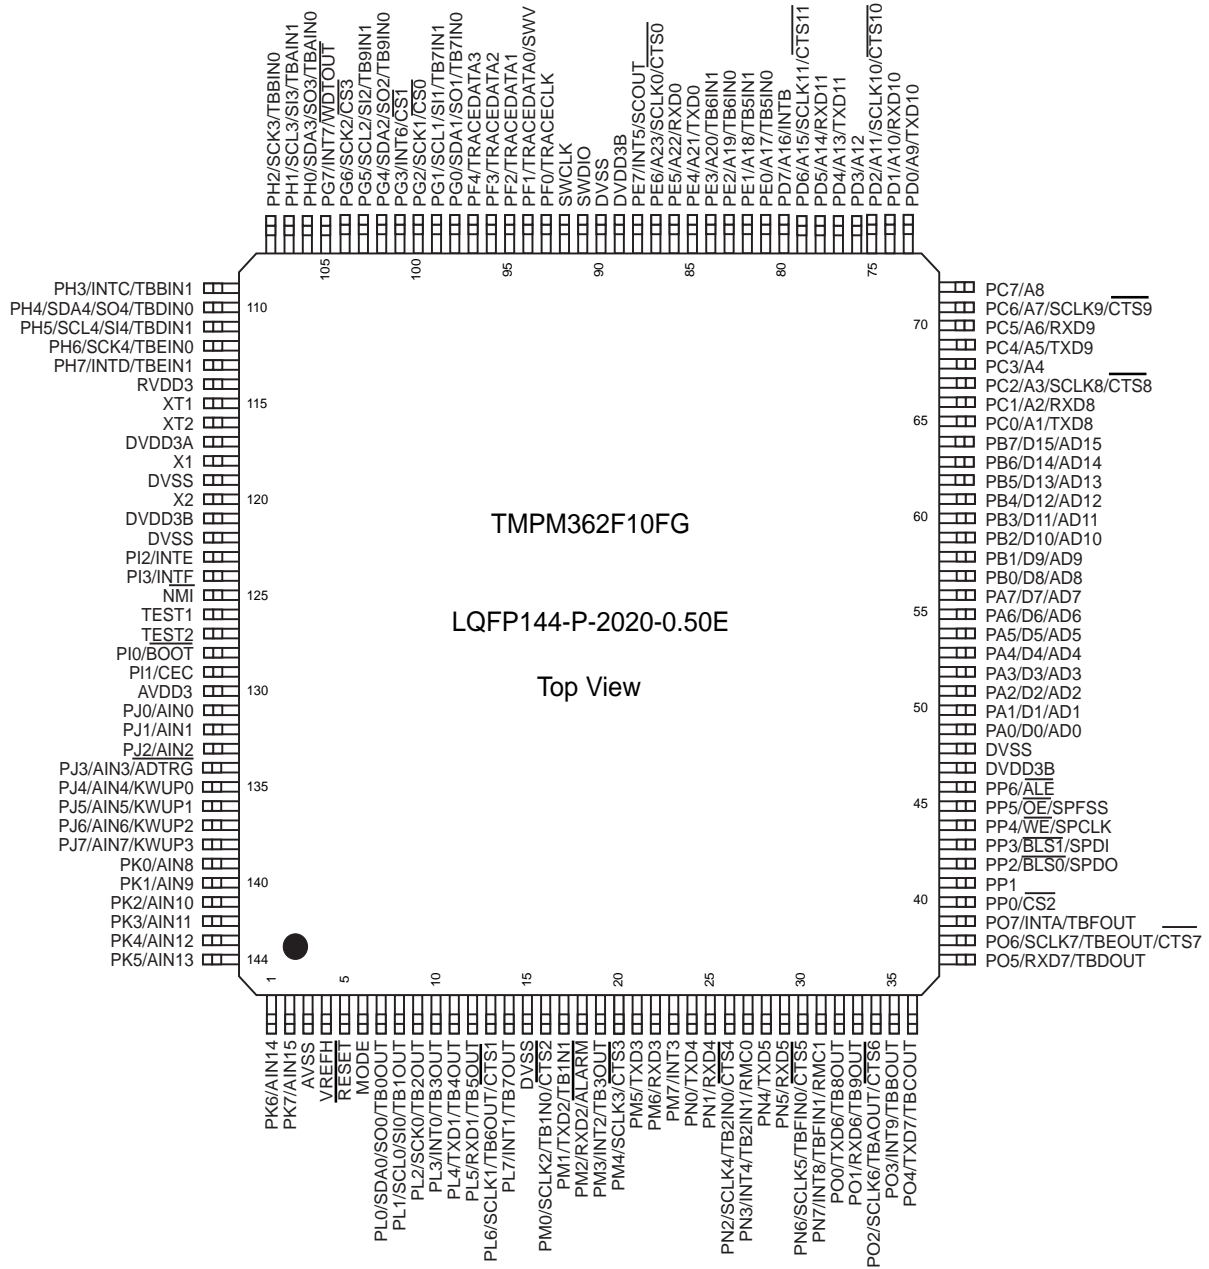 PH2/SCK3/TBBIN0
PH1/SCL3/SI3/TBAIN1
PH0/SDA3/SO3/TBAIN0
PG7/INT7/WDTOUT
PG6/SCK2/CS3
PG5/SCL2/SI2/TB9IN1
PG4/SDA2/SO2/TB9IN0
PG3/INT6/CS1
PG2/SCK1/CS0
PG1/SCL1/SI1/TB7IN1
PG0/SDA1/SO1/TB7IN0
PF4/TRACEDATA3
PF3/TRACEDATA2
PF2/TRACEDATA1
PF1/TRACEDATA0/SWV
PF0/TRACECLK
SWCLK
SWDIO
DVSS
DVDD3B
PE7/INT5/SCOUT
PE6/A23/SCLK0/CTS0
PE5/A22/RXD0
PE4/A21/TXD0
PE3/A20/TB6IN1
PE2/A19/TB6IN0
PE1/A18/TB5IN1
PE0/A17/TB5IN0
PD7/A16/INTB
PD6/A15/SCLK11/CTS11
PD5/A14/RXD11
PD4/A13/TXD11
PD3/A12
PD2/A11/SCLK10/CTS10
PD1/A10/RXD10
PD0/A9/TXD10
105
100
95
90
85
80
75
PH3/INTC/TBBIN1
PH4/SDA4/SO4/TBDIN0
PH5/SCL4/SI4/TBDIN1
PH6/SCK4/TBEIN0
PH7/INTD/TBEIN1
RVDD3
XT1
XT2
DVDD3A
X1
DVSS
X2
DVDD3B
DVSS
PI2/INTE
PI3/INTF
NMI
TEST1
TEST2
PI0/BOOT
PI1/CEC
AVDD3
PJ0/AIN0
PJ1/AIN1
PJ2/AIN2
PJ3/AIN3/ADTRG
PJ4/AIN4/KWUP0
PJ5/AIN5/KWUP1
PJ6/AIN6/KWUP2
PJ7/AIN7/KWUP3
PK0/AIN8
PK1/AIN9
PK2/AIN10
PK3/AIN11
PK4/AIN12
PK5/AIN13
110
115
120
125
130
135
140
144
TMPM362F10FG
LQFP144-P-2020-0.50E
Top View
70
65
60
55
50
45
40
PC7/A8
PC6/A7/SCLK9/CTS9
PC5/A6/RXD9
PC4/A5/TXD9
PC3/A4
PC2/A3/SCLK8/CTS8
PC1/A2/RXD8
PC0/A1/TXD8
PB7/D15/AD15
PB6/D14/AD14
PB5/D13/AD13
PB4/D12/AD12
PB3/D11/AD11
PB2/D10/AD10
PB1/D9/AD9
PB0/D8/AD8
PA7/D7/AD7
PA6/D6/AD6
PA5/D5/AD5
PA4/D4/AD4
PA3/D3/AD3
PA2/D2/AD2
PA1/D1/AD1
PA0/D0/AD0
DVSS
DVDD3B
PP6/ALE
PP5/OE/SPFSS
PP4/WE/SPCLK
PP3/BLS1/SPDI
PP2/BLS0/SPDO
PP1
PP0/CS2
PO7/INTA/TBFOUT
PO6/SCLK7/TBEOUT/CTS7
PO5/RXD7/TBDOUT
1
5
10
15
20
25
30
35
PK6/AIN14
PK7/AIN15
AVSS
VREFH
RESET
MODE
PL0/SDA0/SO0/TB0OUT
PL1/SCL0/SI0/TB1OUT
PL2/SCK0/TB2OUT
PL3/INT0/TB3OUT
PL4/TXD1/TB4OUT
PL5/RXD1/TB5OUT
PL6/SCLK1/TB6OUT/CTS1
PL7/INT1/TB7OUT
DVSS
PM0/SCLK2/TB1IN0/CTS2
PM1/TXD2/TB1IN1
PM2/RXD2/ALARM
PM3/INT2/TB3OUT
PM4/SCLK3/CTS3
PM5/TXD3
PM6/RXD3
PM7/INT3
PN0/TXD4
PN1/RXD4
PN2/SCLK4/TB2IN0/CTS4
PN3/INT4/TB2IN1/RMC0
PN4/TXD5
PN5/RXD5
PN6/SCLK5/TBFIN0/CTS5
PN7/INT8/TBFIN1/RMC1
PO0/TXD6/TB8OUT
PO1/RXD6/TB9OUT
PO2/SCLK6/TBAOUT/CTS6
PO3/INT9/TBBOUT
PO4/TXD7/TBCOUT